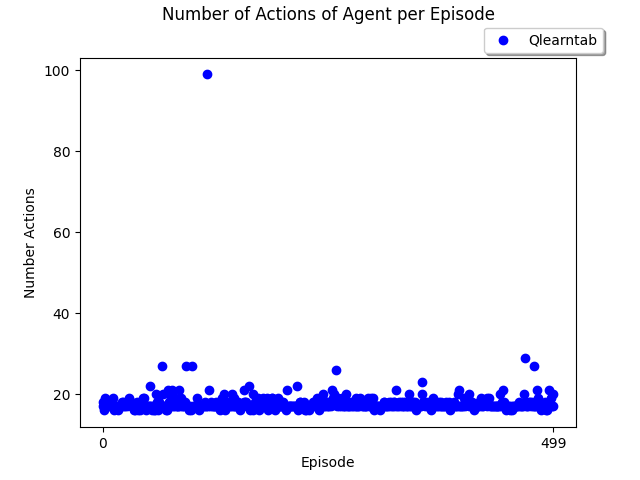 Number of Actions of Agent per Episode
Qlearntab
100
80
60
40
20
Number Actions
0
499
Episode